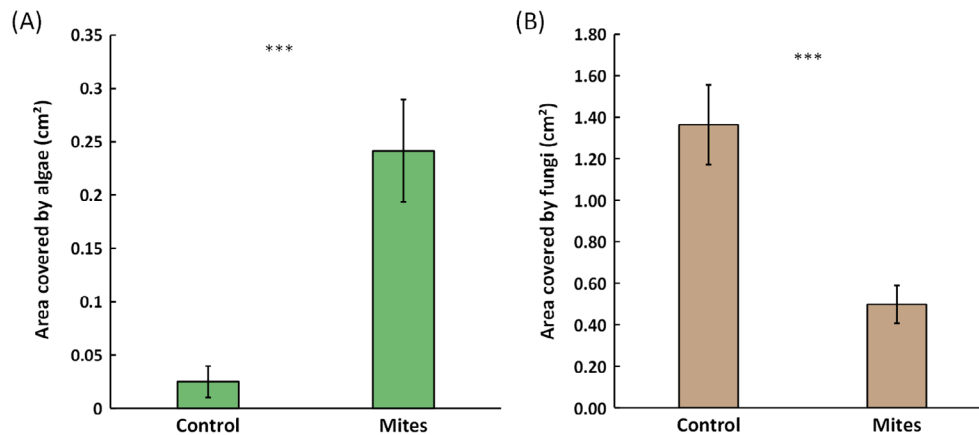 (A)
Area covered by algae (cm²)
0.35
0.3
0.25
0.2
0.15
0.1
0.05
0
***
Control
Mites
(B)
Area covered by fungi (cm²)
1.80
1.60
1.40
1.20
1.00
0.80
0.60
0.40
0.20
0.00
***
Control
Mites